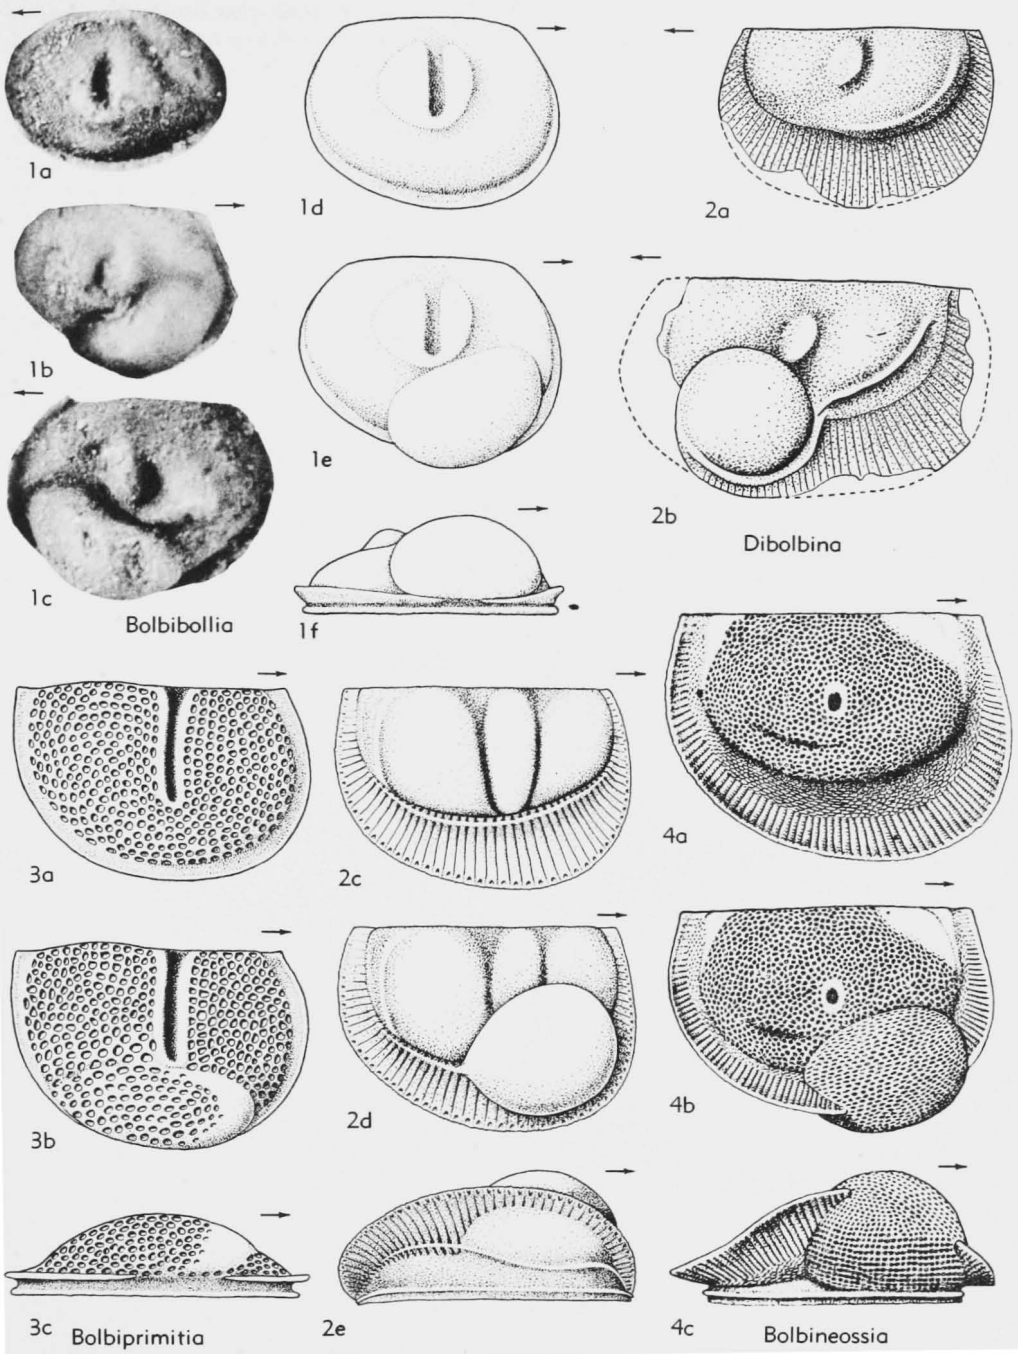 1a
1d
2a
1b
1e
2b
Dibolbina
1c
Bolbibollia
1f
3a
2c
4a
3b
2d
4b
3c
Bolbiprimitia
2e
4c
Bolbineossia